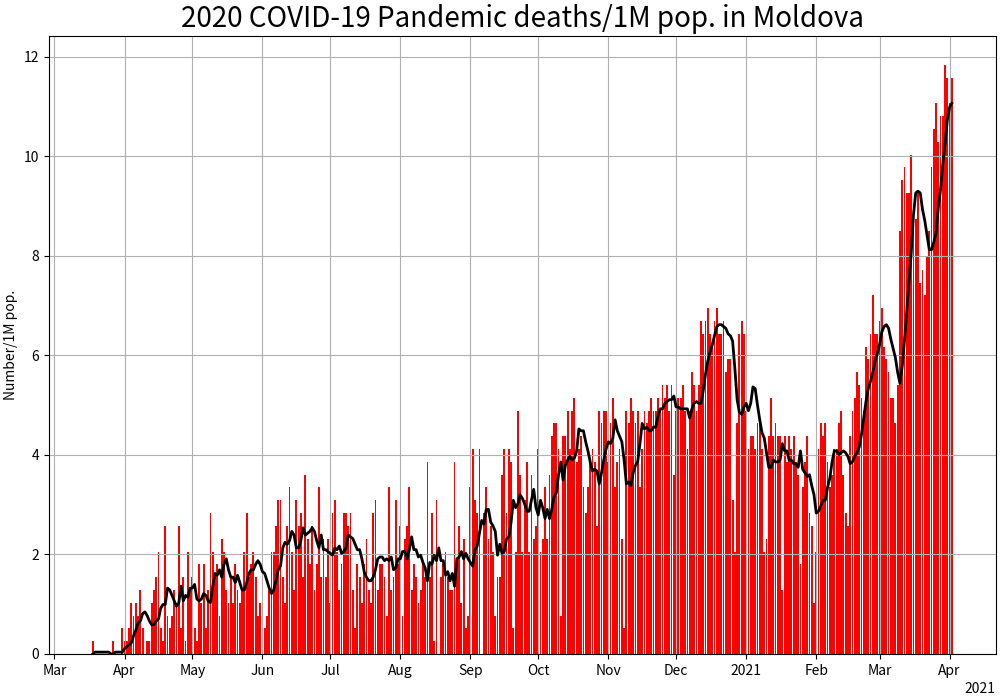 2020 COVID-19 Pandemic deaths/1M pop. in Moldova
Number/1M pop.
12
10
8
6
4
2
0
Mar Apr May Jun Jul Aug Sep Oct Nov Dec 2021 Feb Mar Apr
2021